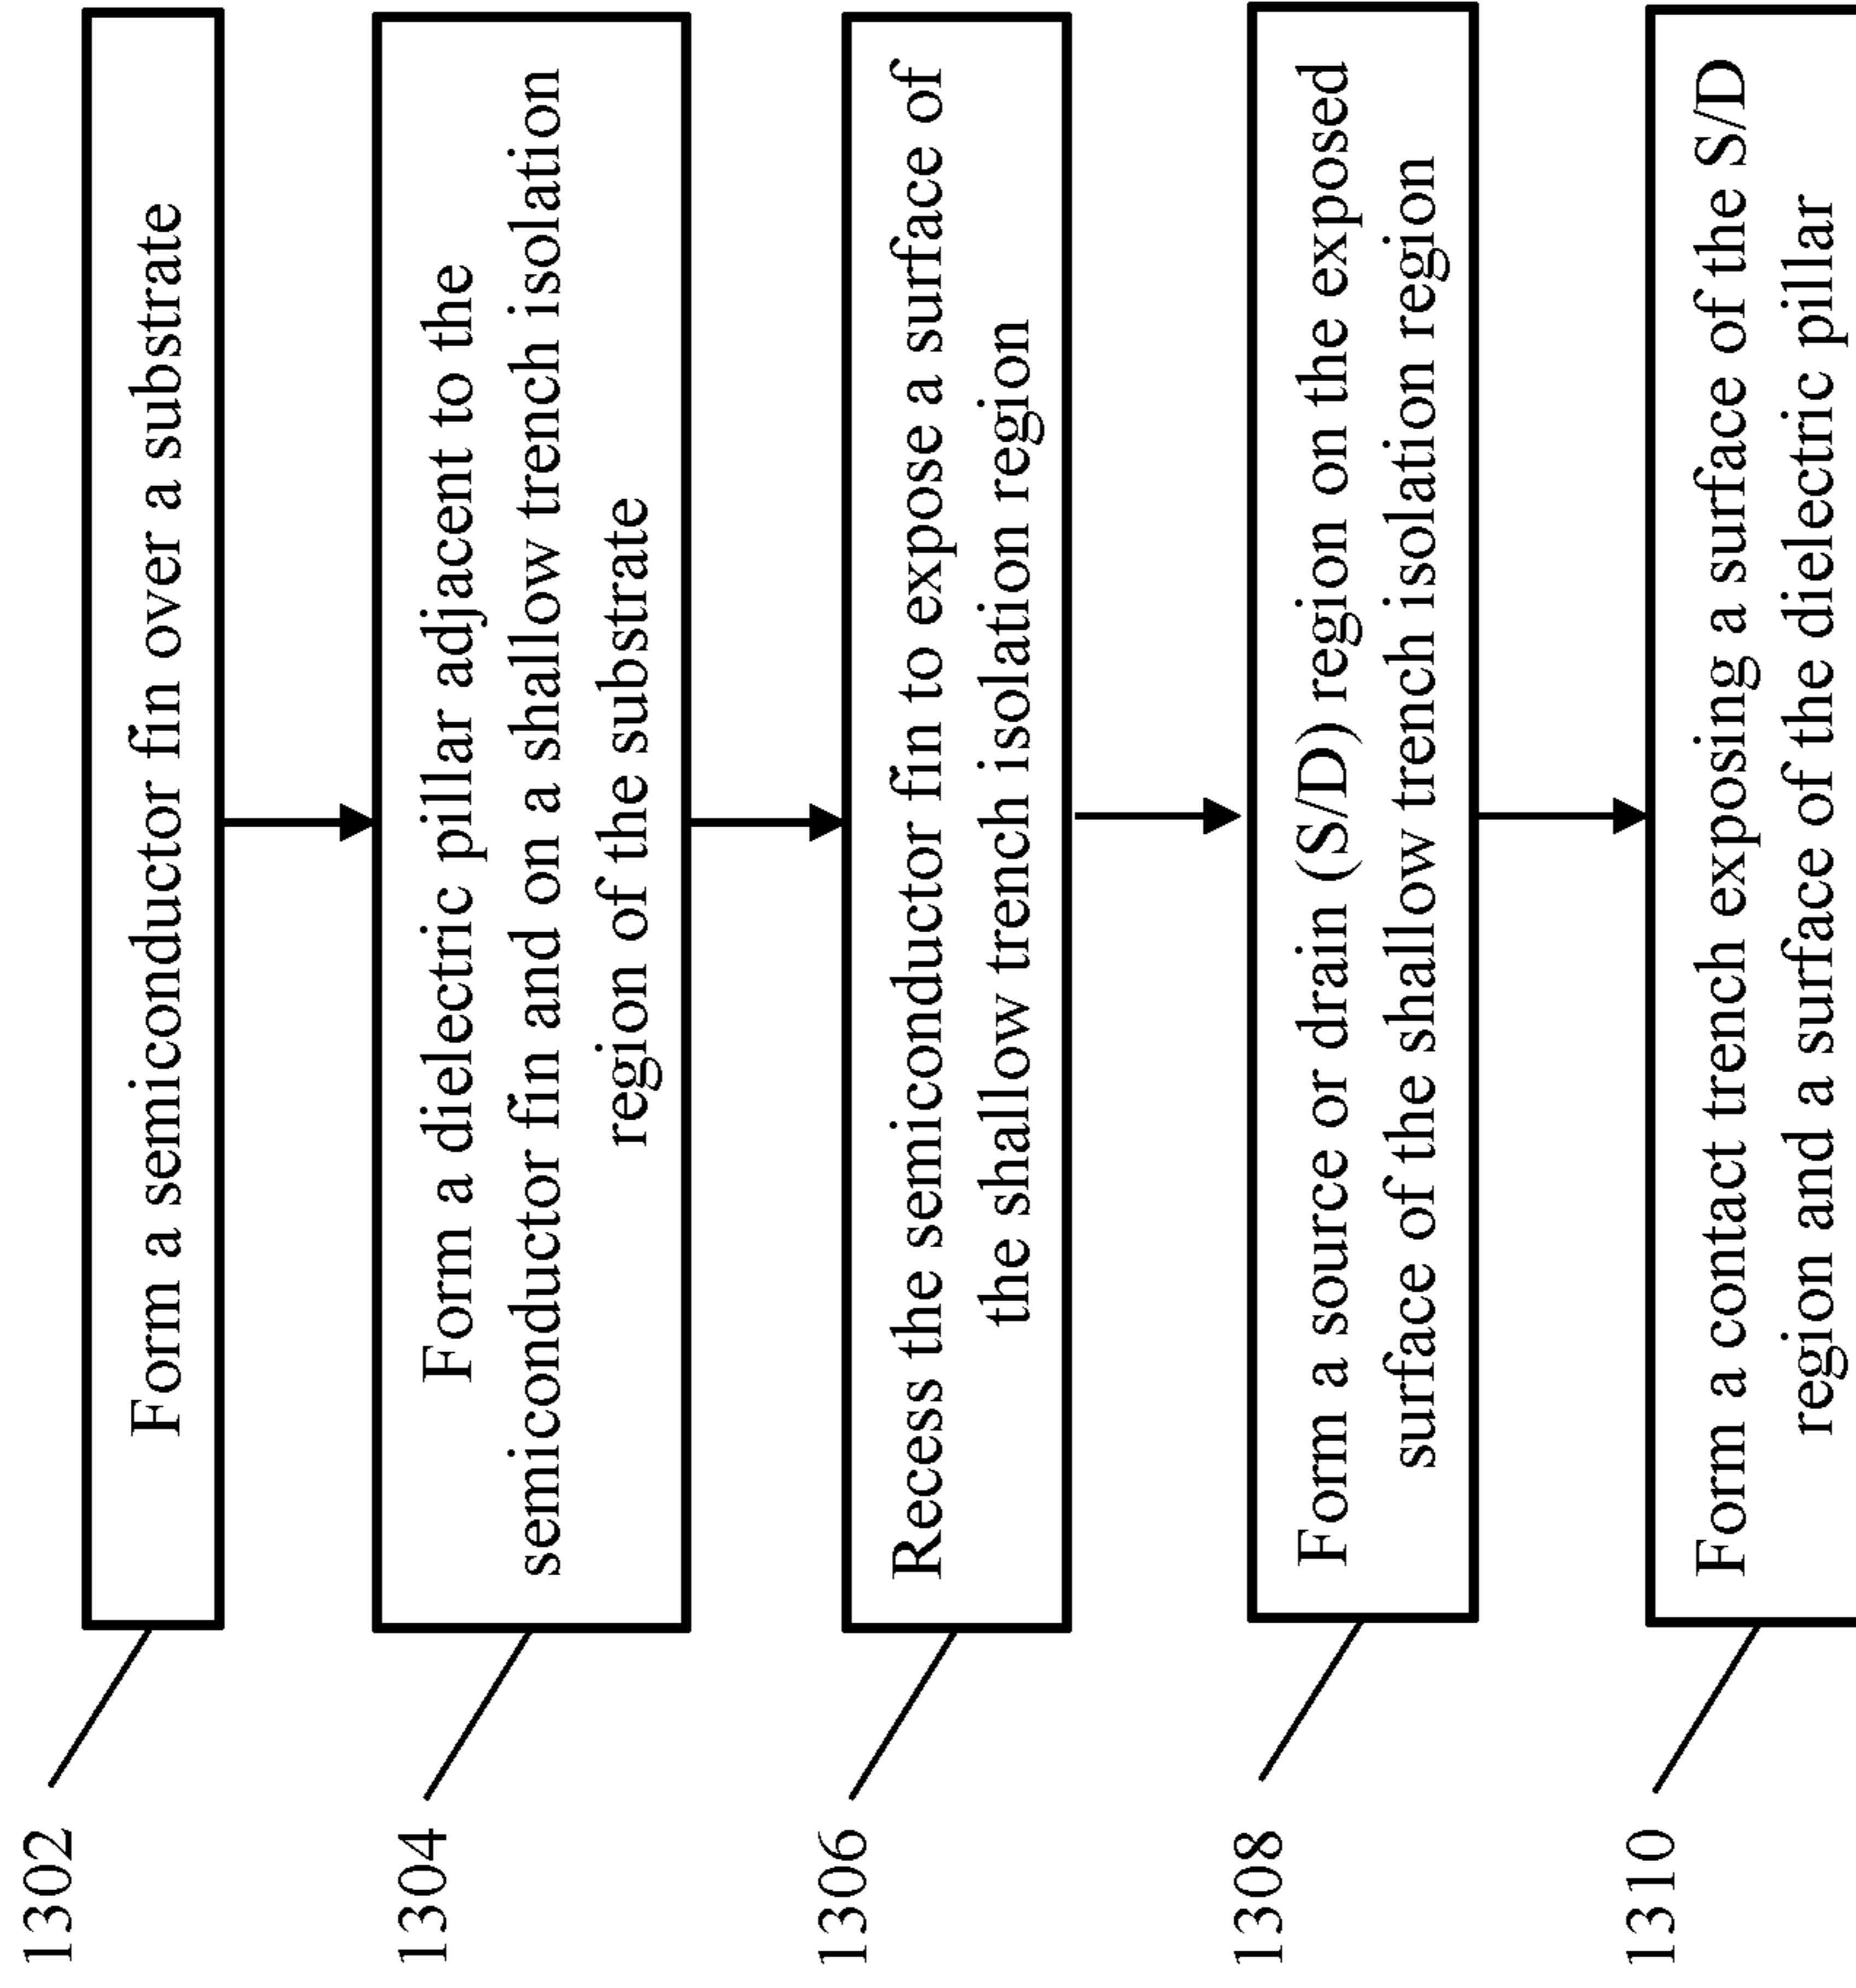 1302
Form a semiconductor fin over a substrate
1304
Form a dielectric pillar adjacent to the
semiconductor fin and on a shallow trench isolation
region of the substrate
1306
Recess the semiconductor fin to expose a surface of
the shallow trench isolation region
1308
Form a source or drain (S/D) region on the exposed
surface of the shallow trench isolation region
1310
Form a contact trench exposing a surface of the S/D
region and a surface of the dielectric pillar